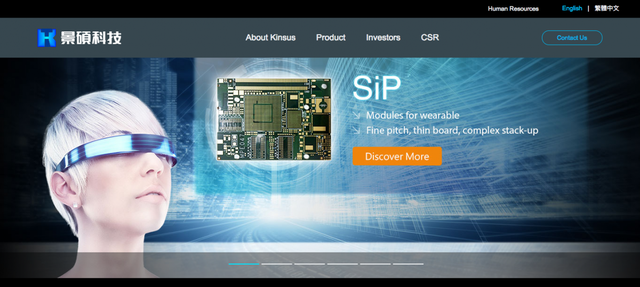 Human Resources
English | 繁體中文
景碩科技
About Kinsus
Product
Investors
CSR
Contact Us
SiP
Modules for wearable
Fine pitch, thin board, complex stack-up
Discover More